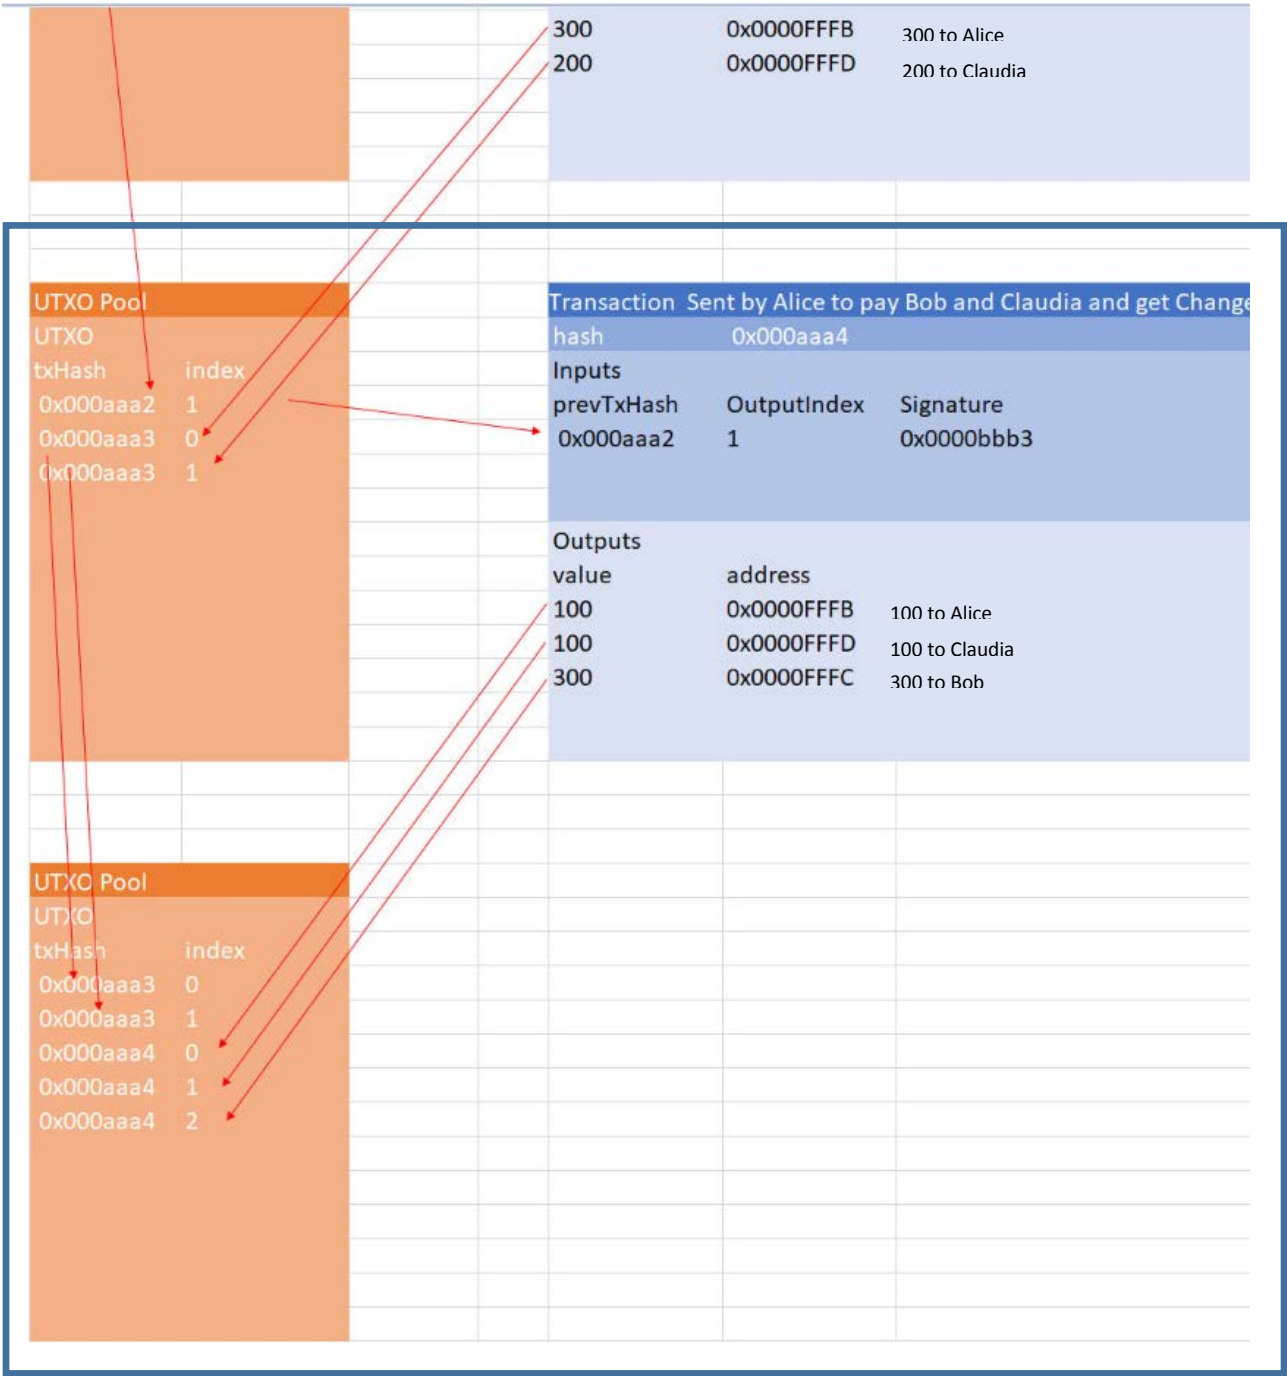 300 0x0000FFFB 300 to Alice
200 0x0000FFFD 200 to Claudia
UTXO Pool
UTXO
txHash index
0x000aaa2 1
0x000aaa3 0
0x000aaa3 1
Transaction Sent by Alice to pay Bob and Claudia and get Change
hash 0x000aaa4
Inputs
prevTxHash OutputIndex Signature
0x000aaa2 1 0x0000bbb3
Outputs
value address
100 0x0000FFFB 100 to Alice
100 0x0000FFFD 100 to Claudia
300 0x0000FFFC 300 to Bob
UTXO Pool
UTXO
txHash index
0x000aaa3 0
0x000aaa3 1
0x000aaa4 0
0x000aaa4 1
0x000aaa4 2